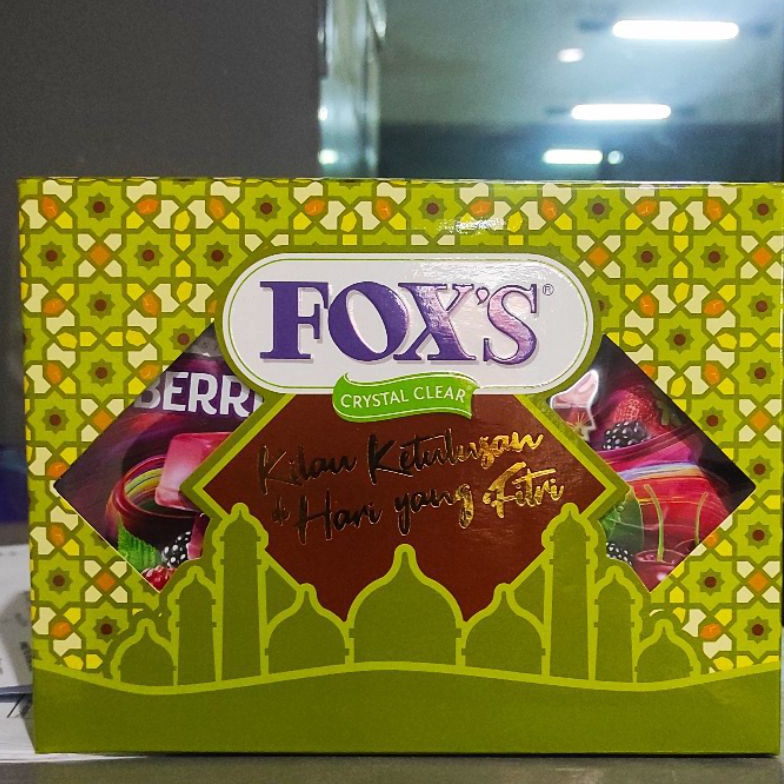 FOX'S®
CRYSTAL CLEAR
BERRI
Kilau Ketulusan
di Hari yang Fitri